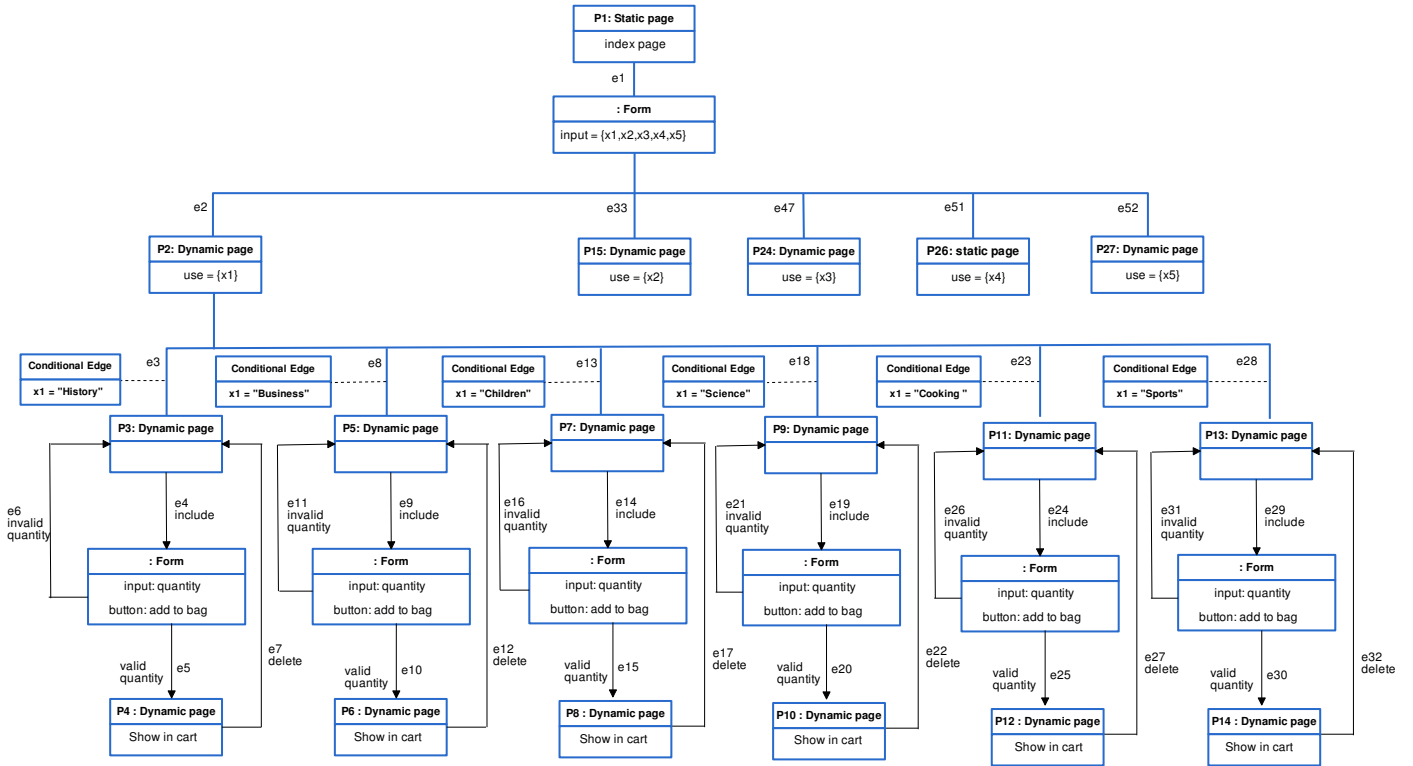 P1: Static page
index page
e1
: Form
input = {x1,x2,x3,x4,x5}
e2
e33
e47
e51
e52
P2: Dynamic page
use = {x1}
P15: Dynamic page
use = {x2}
P24: Dynamic page
use = {x3}
P26: static page
use = {x4}
P27: Dynamic page
use = {x5}
Conditional Edge
x1 = "History"
e3
Conditional Edge
x1 = "Business"
e8
Conditional Edge
x1 = "Children"
e13
Conditional Edge
x1 = "Science"
e18
Conditional Edge
x1 = "Cooking "
e23
Conditional Edge
x1 = "Sports"
e28
P3: Dynamic page
P5: Dynamic page
P7: Dynamic page
P9: Dynamic page
P11: Dynamic page
P13: Dynamic page
e6
invalid
quantity
e4
include
e11
invalid
quantity
e9
include
e16
invalid
quantity
e14
include
e21
invalid
quantity
e19
include
e26
invalid
quantity
e24
include
e31
invalid
quantity
e29
include
: Form
input: quantity
button: add to bag
: Form
input: quantity
button: add to bag
: Form
input: quantity
button: add to bag
: Form
input: quantity
button: add to bag
: Form
input: quantity
button: add to bag
: Form
input: quantity
button: add to bag
valid
quantity
e5
e7
delete
valid
quantity
e10
e12
delete
valid
quantity
e15
e17
delete
valid
quantity
e20
e22
delete
valid
quantity
e25
e27
delete
valid
quantity
e30
e32
delete
P4 : Dynamic page
Show in cart
P6 : Dynamic page
Show in cart
P8 : Dynamic page
Show in cart
P10 : Dynamic page
Show in cart
P12 : Dynamic page
Show in cart
P14 : Dynamic page
Show in cart